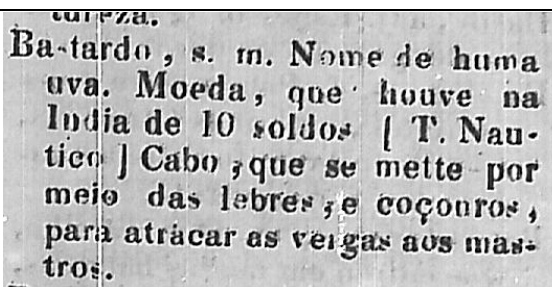 tureza.
Bastardo, s. m. Nome de huma
uva. Moeda, que houve na
India de 10 soldos [ T. Nau-
tico ] Cabo, que se mette por
meio das lebres, e coçouros,
para atracar as vergas aos mas-
tros.